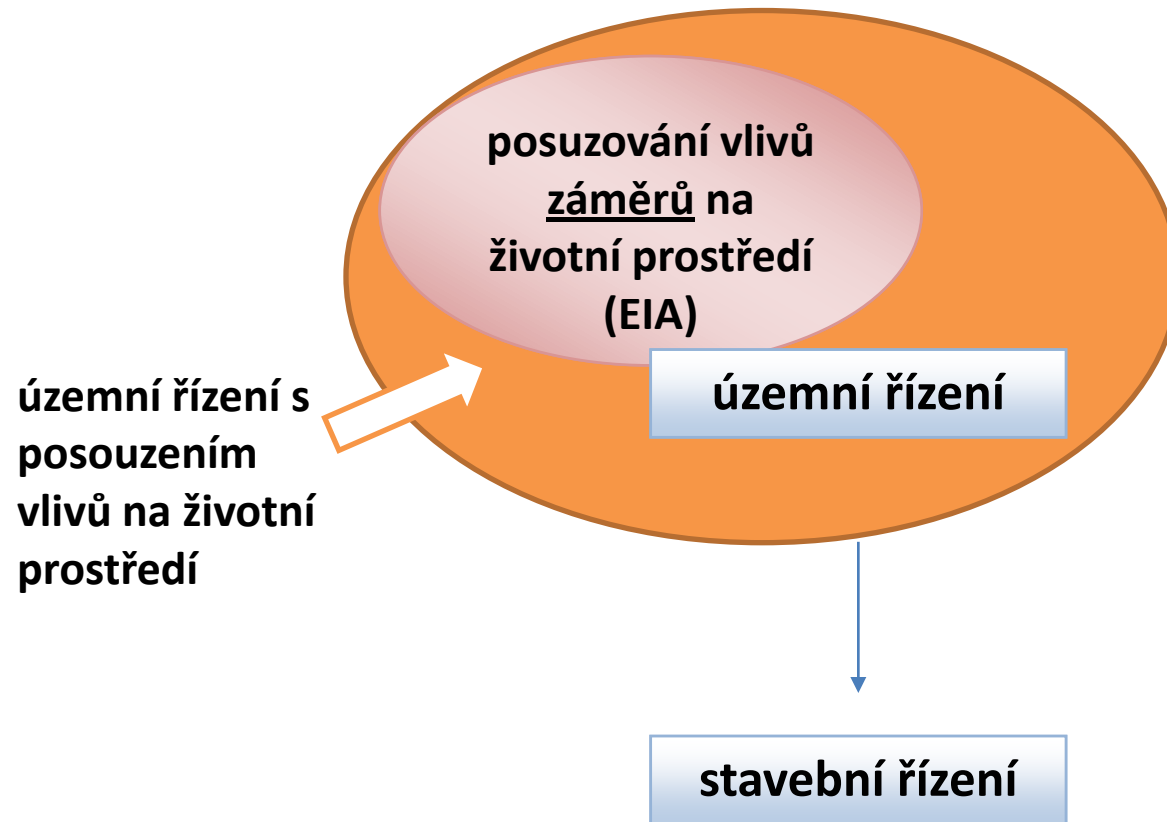 posuzování vlivů
záměrů na
životní prostředí
(EIA)
územní řízení
územní řízení s
posouzením
vlivů na životní
prostředí
stavební řízení